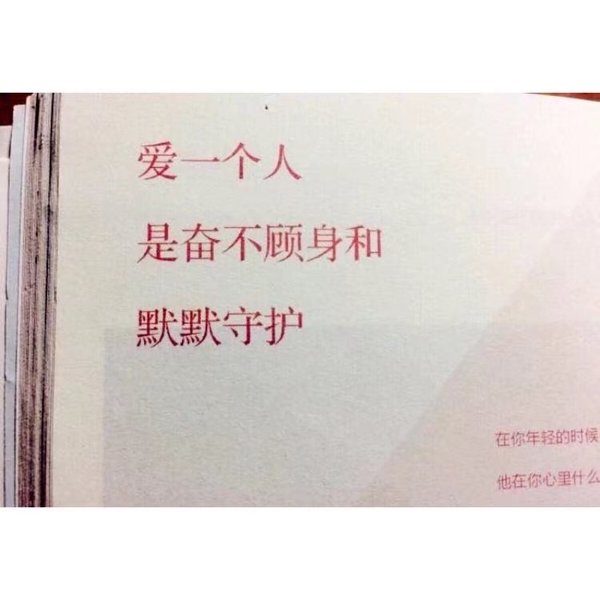 爱一个人
是奋不顾身和
默默守护
在你年轻的时候
他在你心里什么